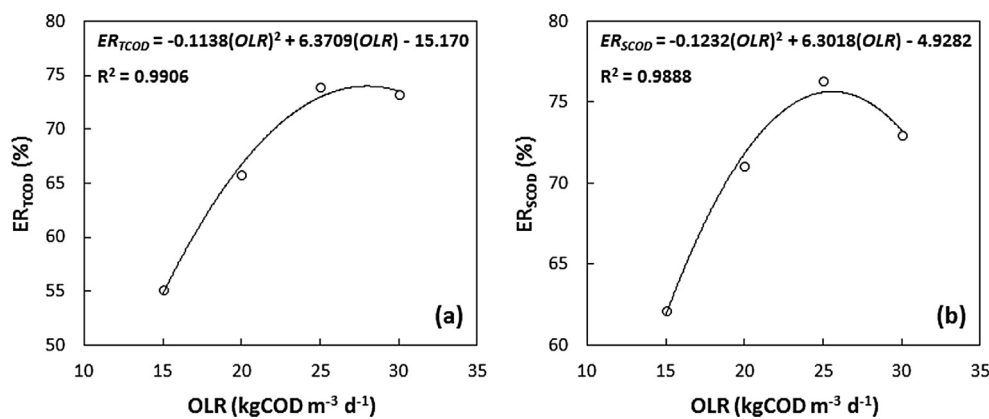 ER_TCOD = -0.1138(OLR)² + 6.3709(OLR) - 15.170
R² = 0.9906
80
75
70
65
60
55
50
ER_TCOD (%)
10 15 20 25 30 35
OLR (kgCOD m⁻³ d⁻¹)
(a)
ER_SCOD = -0.1232(OLR)² + 6.3018(OLR) - 4.9282
R² = 0.9888
80
75
70
65
60
ER_SCOD (%)
10 15 20 25 30 35
OLR (kgCOD m⁻³ d⁻¹)
(b)